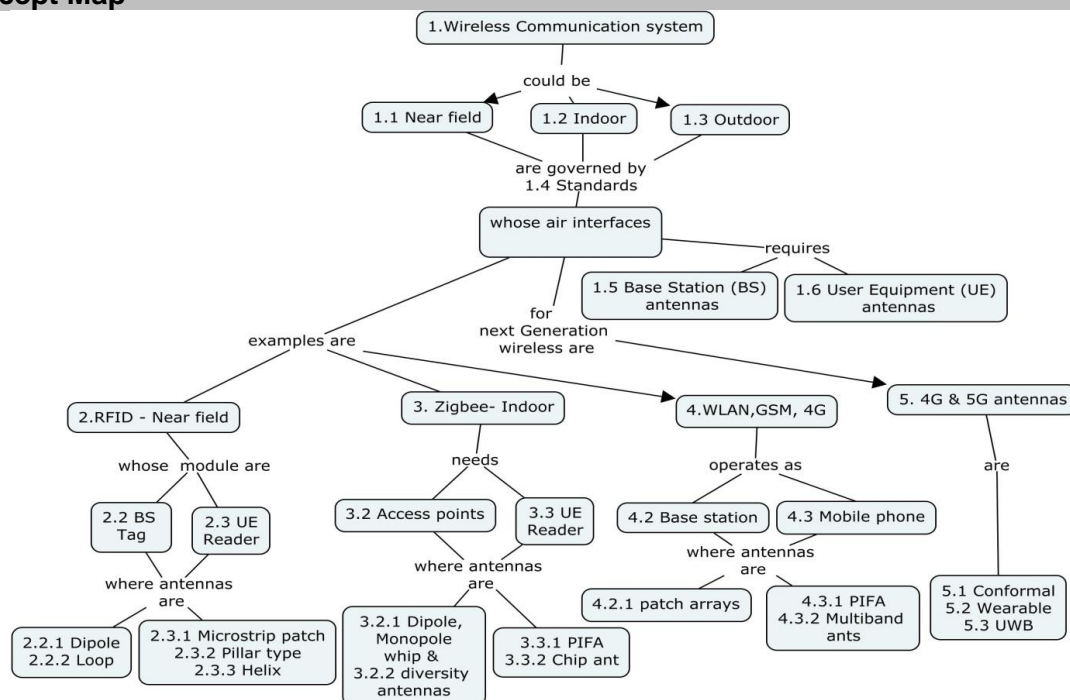 1.Wireless Communication system
could be
1.1 Near field
1.2 Indoor
1.3 Outdoor
are governed by
1.4 Standards
whose air interfaces
requires
1.5 Base Station (BS)
antennas
1.6 User Equipment (UE)
antennas
for
next Generation
wireless are
examples are
2.RFID - Near field
3. Zigbee- Indoor
4.WLAN,GSM, 4G
5. 4G & 5G antennas
whose module are
needs
operates as
are
2.2 BS
Tag
2.3 UE
Reader
3.2 Access points
3.3 UE
Reader
4.2 Base station
4.3 Mobile phone
where antennas
are
where antennas
are
where antennas
are
2.2.1 Dipole
2.2.2 Loop
2.3.1 Microstrip patch
2.3.2 Pillar type
2.3.3 Helix
3.2.1 Dipole,
Monopole
whip &
3.2.2 diversity
antennas
3.3.1 PIFA
3.3.2 Chip ant
4.2.1 patch arrays
4.3.1 PIFA
4.3.2 Multiband
ants
5.1 Conformal
5.2 Wearable
5.3 UWB